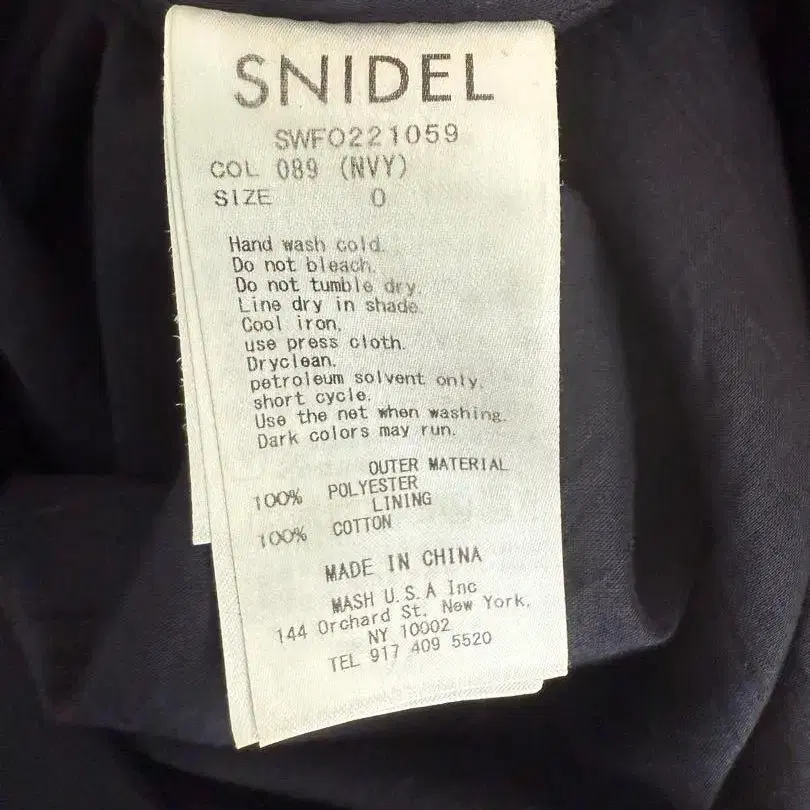 SNIDEL
SWFO221059
COL 089 (NVY)
SIZE 0
Hand wash cold.
Do not bleach.
Do not tumble dry.
Line dry in shade.
Cool iron,
use press cloth.
Dryclean,
petroleum solvent only,
short cycle.
Use the net when washing.
Dark colors may run.
OUTER MATERIAL
100% POLYESTER
LINING
100% COTTON
MADE IN CHINA
MASH U.S.A Inc
144 Orchard St. New York,
NY 10002
TEL 917 409 5520